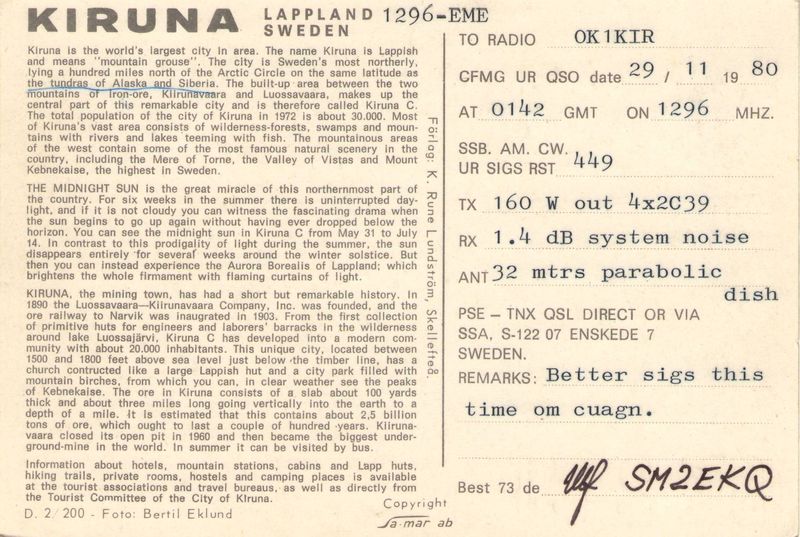 KIRUNA LAPPLAND SWEDEN 1296-EME
Kiruna is the world's largest city in area. The name Kiruna is Lappish
and means "mountain grouse". The city is Sweden's most northerly,
lying a hundred miles north of the Arctic Circle on the same latitude as
the tundras of Alaska and Siberia. The built-up area between the two
mountains of iron-ore, Kiirunavaara and Luossavaara, makes up the
central part of this remarkable city and is therefore called Kiruna C.
The total population of the city of Kiruna in 1972 is about 30.000. Most
of Kiruna's vast area consists of wilderness-forests, swamps and moun-
tains with rivers and lakes teeming with fish. The mountainous areas
of the west contain some of the most famous natural scenery in the
country, including the Mere of Torne, the Valley of Vistas and Mount
Kebnekaise, the highest in Sweden.
THE MIDNIGHT SUN is the great miracle of this northernmost part of
the country. For six weeks in the summer there is uninterrupted day-
light, and if it is not cloudy you can witness the fascinating drama when
the sun begins to go up again without having ever dropped below the
horizon. You can see the midnight sun in Kiruna C from May 31 to July
14. In contrast to this prodigality of light during the summer, the sun
disappears entirely for several weeks around the winter solstice. But
then you can instead experience the Aurora Borealis of Lappland; which
brightens the whole firmament with flaming curtains of light.
KIRUNA, the mining town, has had a short but remarkable history. In
1890 the Luossavaara—Kiirunavaara Company, Inc. was founded, and the
ore railway to Narvik was inaugrated in 1903. From the first collection
of primitive huts for engineers and laborers' barracks in the wilderness
around lake Luossajärvi, Kiruna C has developed into a modern com-
munity with about 20.000 inhabitants. This unique city, located between
1500 and 1800 feet above sea level just below the timber line, has a
church contructed like a large Lappish hut and a city park filled with
mountain birches, from which you can, in clear weather see the peaks
of Kebnekaise. The ore in Kiruna consists of a slab about 100 yards
thick and about three miles long going vertically into the earth to a
depth of a mile. It is estimated that this contains about 2,5 billion
tons of ore, which ought to last a couple of hundred years. Kiiruna-
vaara closed its open pit in 1960 and then became the biggest under-
ground-mine in the world. In summer it can be visited by bus.
Information about hotels, mountain stations, cabins and Lapp huts,
hiking trails, private rooms, hostels and camping places is available
at the tourist associations and travel bureaus, as well as directly from
the Tourist Committee of the City of Kiruna.
D. 2/200 - Foto: Bertil Eklund
Copyright
Sa-mar ab
Förlag: K. Rune Lundström, Skellefteå.
TO RADIO OK1KIR
CFMG UR QSO date 29 / 11 19 80
AT 0142 GMT ON 1296 MHZ.
SSB. AM. CW.
UR SIGS RST 449
TX 160 W out 4x2C39
RX 1.4 dB system noise
ANT 32 mtrs parabolic
dish
PSE – TNX QSL DIRECT OR VIA
SSA, S-122 07 ENSKEDE 7
SWEDEN.
REMARKS: Better sigs this
time om cuagn.
Best 73 de Ulf SM2EKQ